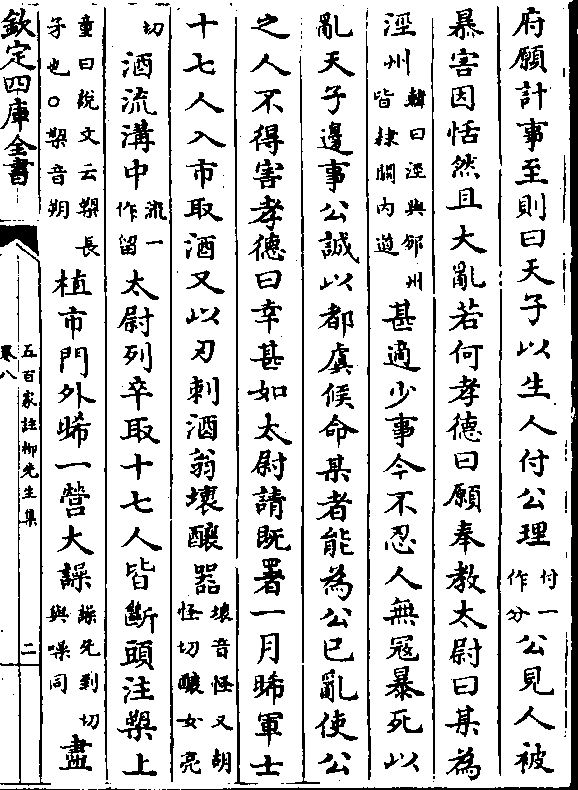 府願計事至則曰天子以生人付公理付一作分公見人被
暴害因恬然且大亂若何孝德曰願奉教太尉曰某為
涇州韓曰涇與邠州皆隸關內道甚適少事今不忍人無寇暴死以
亂天子邊事公誠以都虞候命某者能為公已亂使公
之人不得害孝德曰幸甚如太尉請既署一月晞軍士
十七人入市取酒又以刃刺酒翁壞釀器壞音怪又胡怪切釀女亮
切酒流溝中流一作留太尉列卒取十七人皆斷頭注槊上
童曰說文云槊長矛也○槊音朔植市門外晞一營大譟譟先到切與噪同盡
欽定四庫全書
五百家註柳先生集
卷八
二